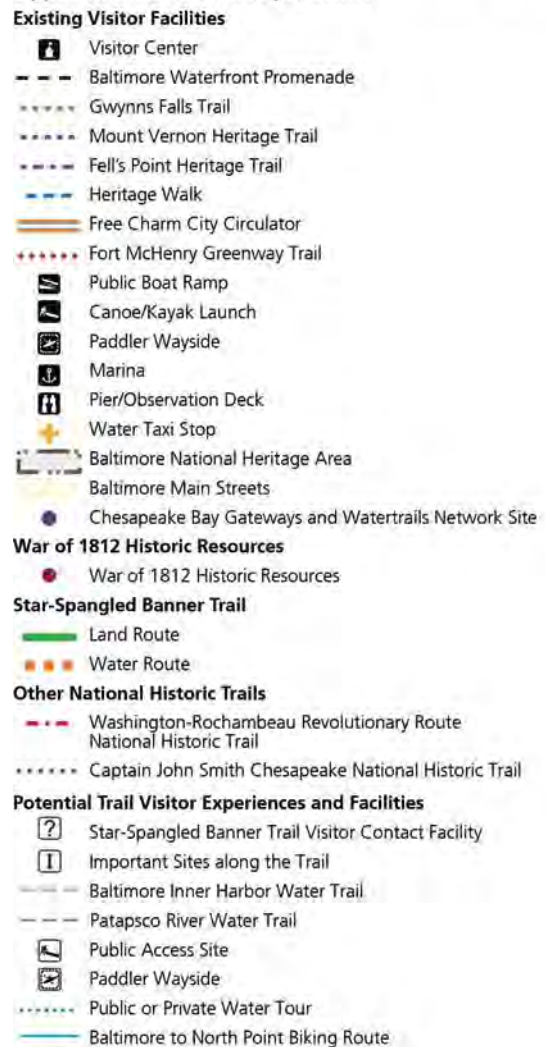 Existing Visitor Facilities
Visitor Center
Baltimore Waterfront Promenade
Gwynns Falls Trail
Mount Vernon Heritage Trail
Fell's Point Heritage Trail
Heritage Walk
Free Charm City Circulator
Fort McHenry Greenway Trail
Public Boat Ramp
Canoe/Kayak Launch
Paddler Wayside
Marina
Pier/Observation Deck
Water Taxi Stop
Baltimore National Heritage Area
Baltimore Main Streets
Chesapeake Bay Gateways and Watertrails Network Site
War of 1812 Historic Resources
War of 1812 Historic Resources
Star-Spangled Banner Trail
Land Route
Water Route
Other National Historic Trails
Washington-Rochambeau Revolutionary Route
National Historic Trail
Captain John Smith Chesapeake National Historic Trail
Potential Trail Visitor Experiences and Facilities
? Star-Spangled Banner Trail Visitor Contact Facility
I Important Sites along the Trail
Baltimore Inner Harbor Water Trail
Patapsco River Water Trail
Public Access Site
Paddler Wayside
Public or Private Water Tour
Baltimore to North Point Biking Route